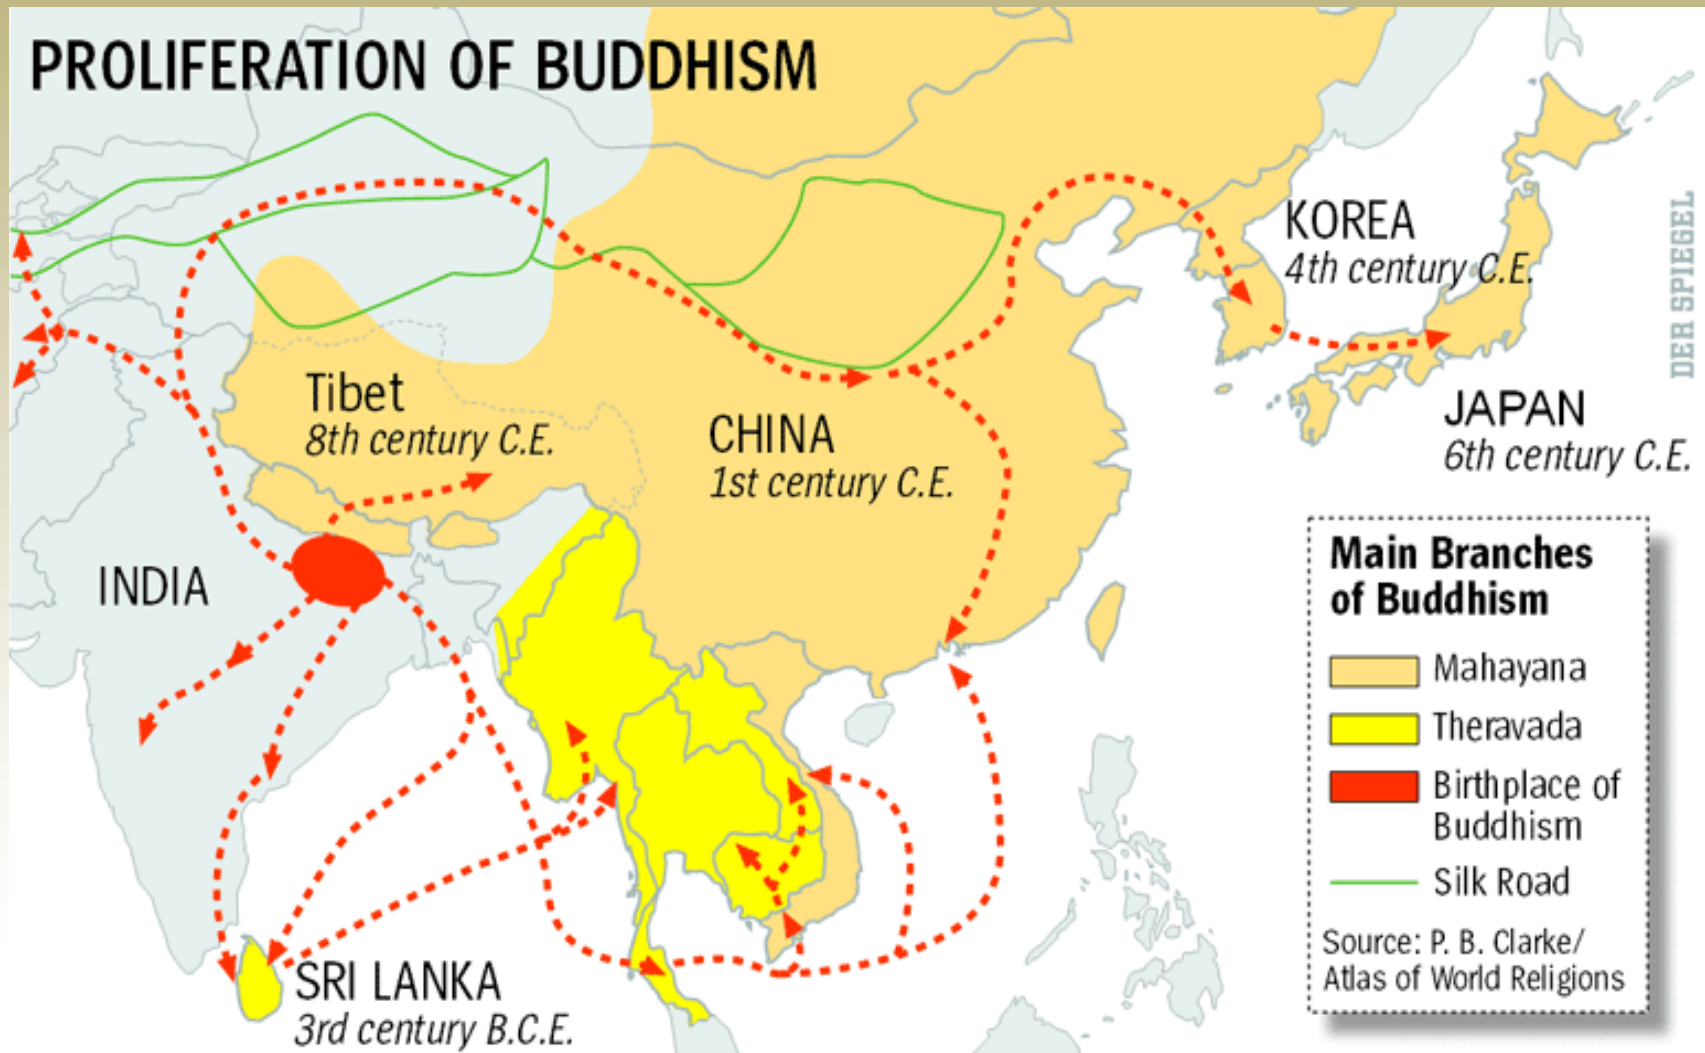 PROLIFERATION OF BUDDHISM
KOREA
4th century C.E.
DER SPIEGEL
Tibet
8th century C.E.
CHINA
1st century C.E.
JAPAN
6th century C.E.
INDIA
SRI LANKA
3rd century B.C.E.
Main Branches
of Buddhism
Mahayana
Theravada
Birthplace of
Buddhism
Silk Road
Source: P. B. Clarke/
Atlas of World Religions